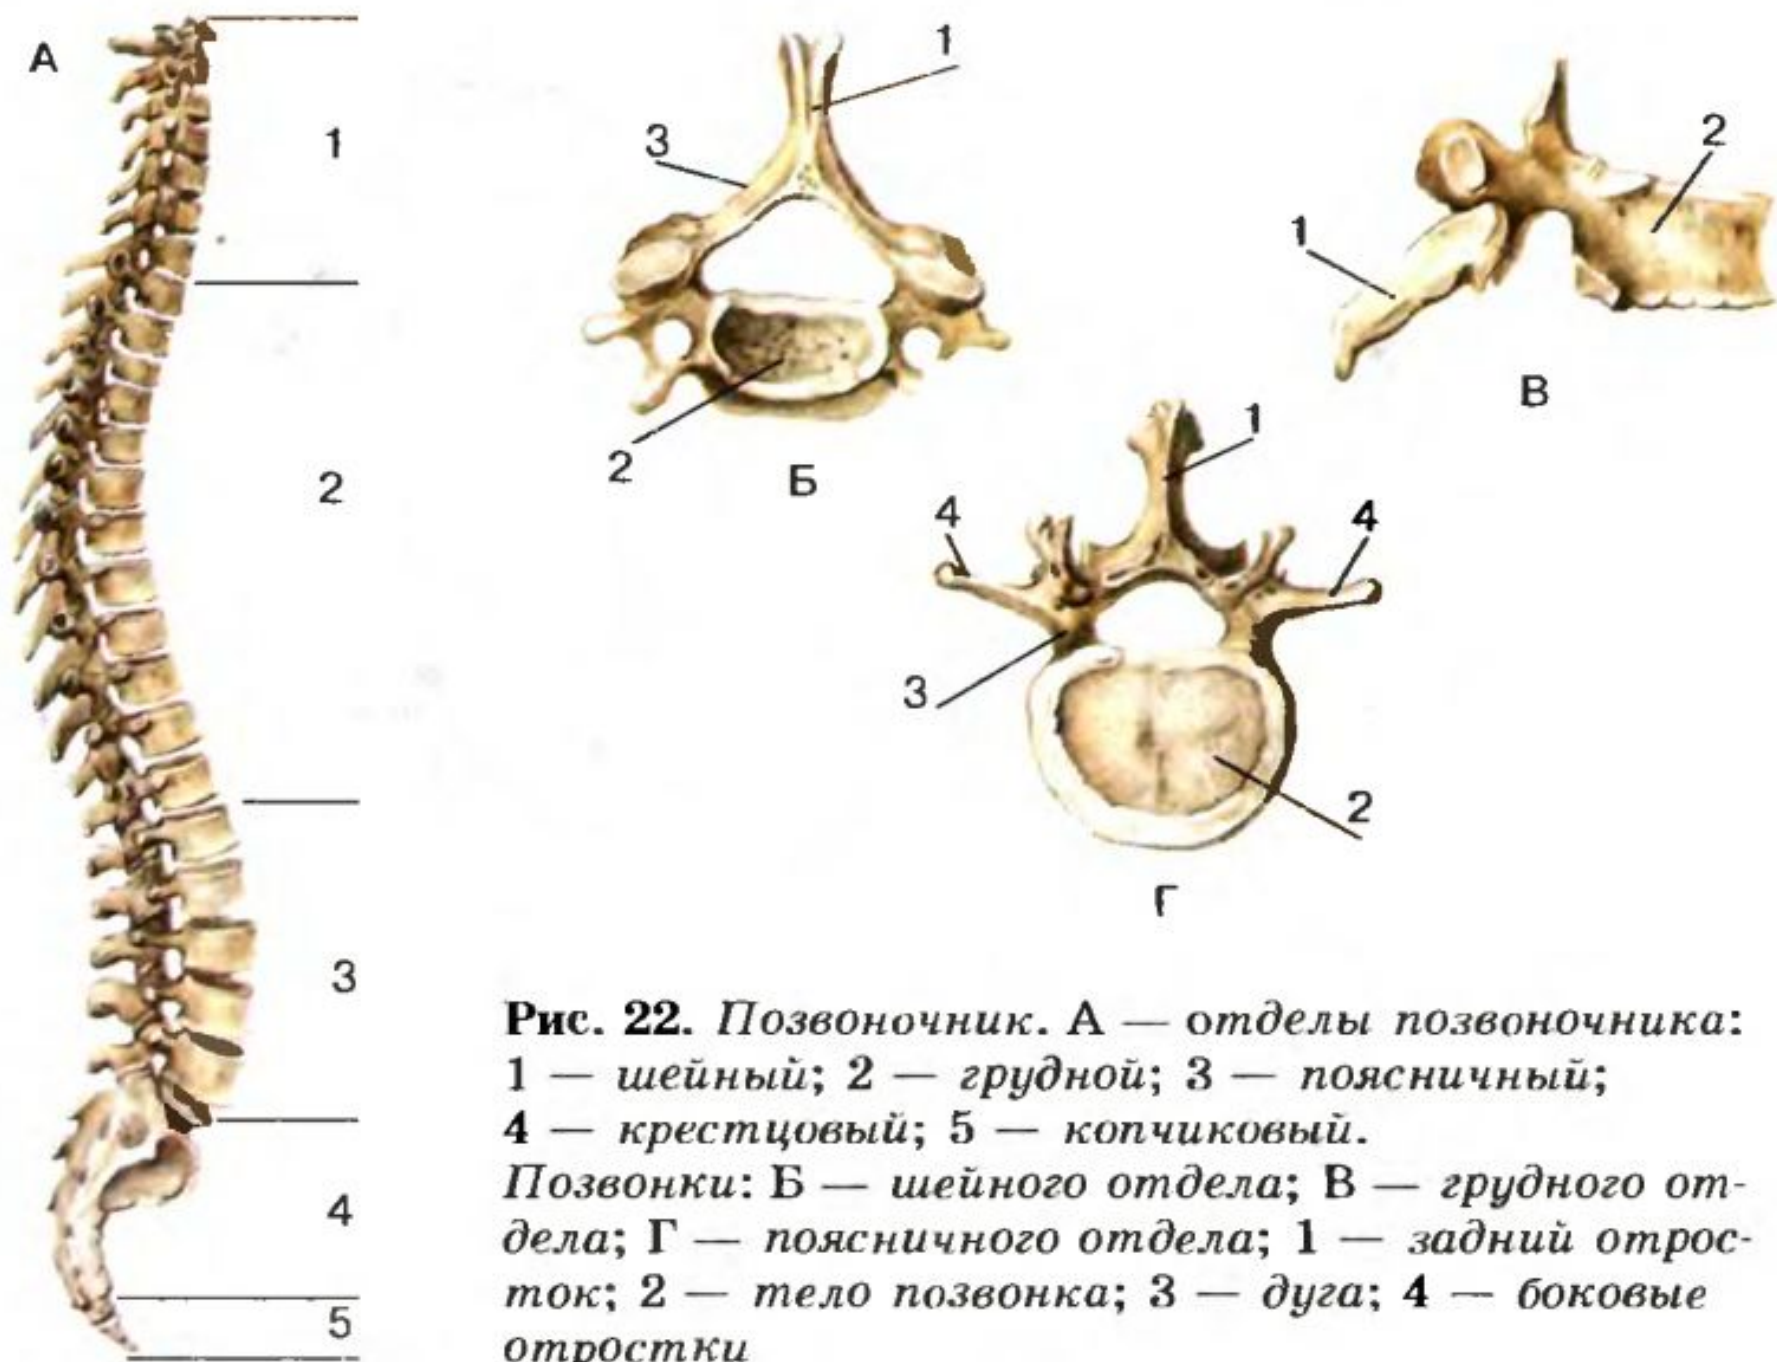 А
1
2
3
4
5
1
3
2
Б
2
1
В
1
4
4
3
2
Г
Рис. 22. Позвоночник. А — отделы позвоночника:
1 — шейный; 2 — грудной; 3 — поясничный;
4 — крестцовый; 5 — копчиковый.
Позвонки: Б — шейного отдела; В — грудного от-
дела; Г — поясничного отдела; 1 — задний отрос-
ток; 2 — тело позвонка; 3 — дуга; 4 — боковые
отростки